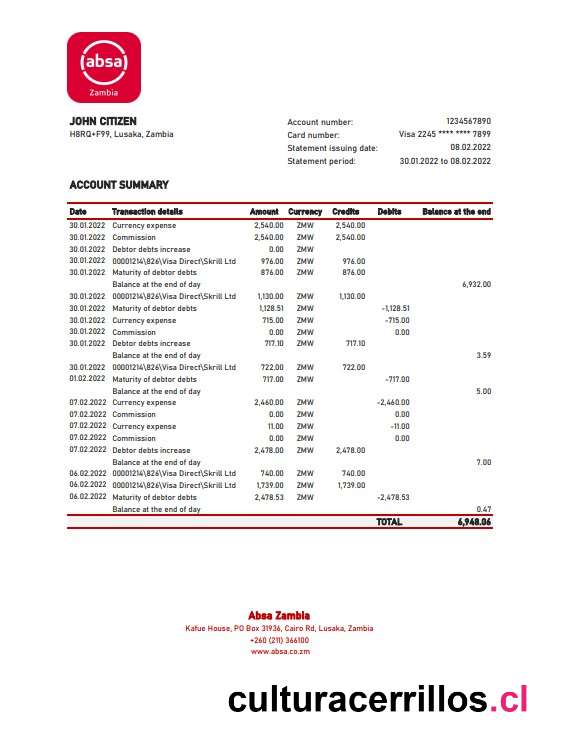 absa
Zambia
JOHN CITIZEN
H8RQ+F99, Lusaka, Zambia
Account number: 1234567890
Card number: Visa 2245 **** **** 7899
Statement issuing date: 08.02.2022
Statement period: 30.01.2022 to 08.02.2022
ACCOUNT SUMMARY
Date Transaction details Amount Currency Credits Debits Balance at the end
30.01.2022 Currency expense 2,540.00 ZMW 2,540.00
30.01.2022 Commission 2,540.00 ZMW 2,540.00
30.01.2022 Debtor debts increase 0.00 ZMW
30.01.2022 00001214\826\Visa Direct\Skrill Ltd 976.00 ZMW 976.00
30.01.2022 Maturity of debtor debts 876.00 ZMW 876.00
Balance at the end of day 6,932.00
30.01.2022 00001214\826\Visa Direct\Skrill Ltd 1,130.00 ZMW 1,130.00
30.01.2022 Maturity of debtor debts 1,128.51 ZMW -1,128.51
30.01.2022 Currency expense 715.00 ZMW -715.00
30.01.2022 Commission 0.00 ZMW 0.00
30.01.2022 Debtor debts increase 717.10 ZMW 717.10
Balance at the end of day 3.59
30.01.2022 00001214\826\Visa Direct\Skrill Ltd 722.00 ZMW 722.00
01.02.2022 Maturity of debtor debts 717.00 ZMW -717.00
Balance at the end of day 5.00
07.02.2022 Currency expense 2,460.00 ZMW -2,460.00
07.02.2022 Commission 0.00 ZMW 0.00
07.02.2022 Currency expense 11.00 ZMW -11.00
07.02.2022 Commission 0.00 ZMW 0.00
07.02.2022 Debtor debts increase 2,478.00 ZMW 2,478.00
Balance at the end of day 7.00
06.02.2022 00001214\826\Visa Direct\Skrill Ltd 740.00 ZMW 740.00
06.02.2022 00001214\826\Visa Direct\Skrill Ltd 1,739.00 ZMW 1,739.00
06.02.2022 Maturity of debtor debts 2,478.53 ZMW -2,478.53
Balance at the end of day 0.47
TOTAL 6,948.06
Absa Zambia
Kafue House, PO Box 31936, Cairo Rd, Lusaka, Zambia
+260 (211) 366100
www.absa.co.zm
culturacerrillos.cl